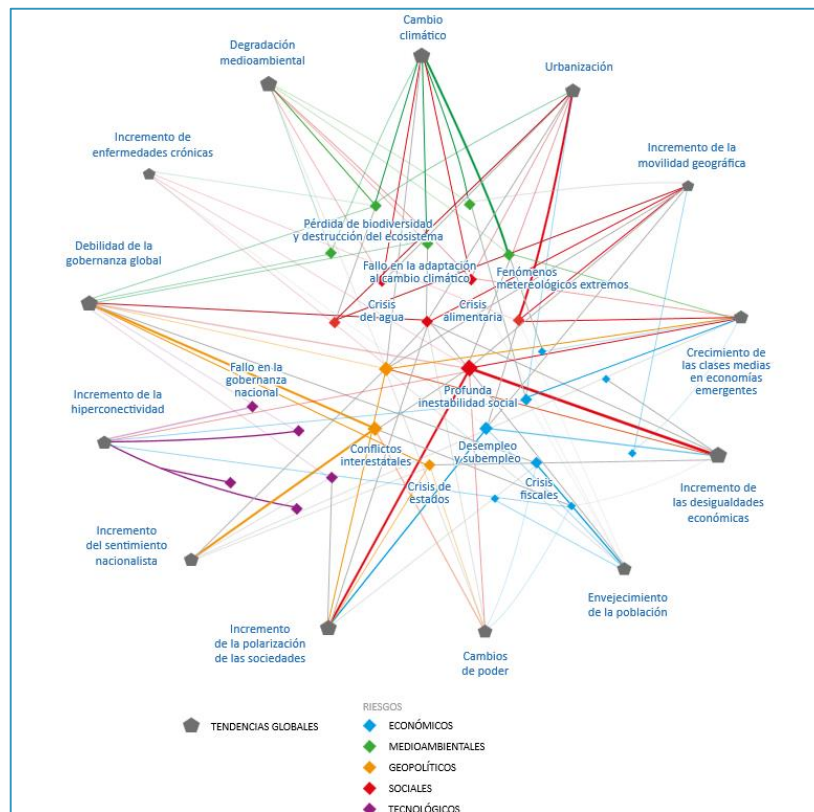 Cambio
climático
Degradación
medioambiental
Urbanización
Incremento de
enfermedades crónicas
Incremento de la
movilidad geográfica
Debilidad de la
gobernanza global
Pérdida de biodiversidad
y destrucción del ecosistema
Fallo en la adaptación
al cambio climático
Fenómenos
metereológicos extremos
Crisis
del agua
Crisis
alimentaria
Crecimiento de
las clases medias
en economías
emergentes
Incremento de la
hiperconectividad
Fallo en la
gobernanza
nacional
Profunda
inestabilidad social
Conflictos
interestatales
Desempleo
y subempleo
Crisis de
estados
Crisis
fiscales
Incremento de
las desigualdades
económicas
Incremento
del sentimiento
nacionalista
Envejecimiento
de la población
Incremento
de la polarización
de las sociedades
Cambios
de poder
TENDENCIAS GLOBALES
RIESGOS
ECONÓMICOS
MEDIOAMBIENTALES
GEOPOLÍTICOS
SOCIALES
TECNOLÓGICOS